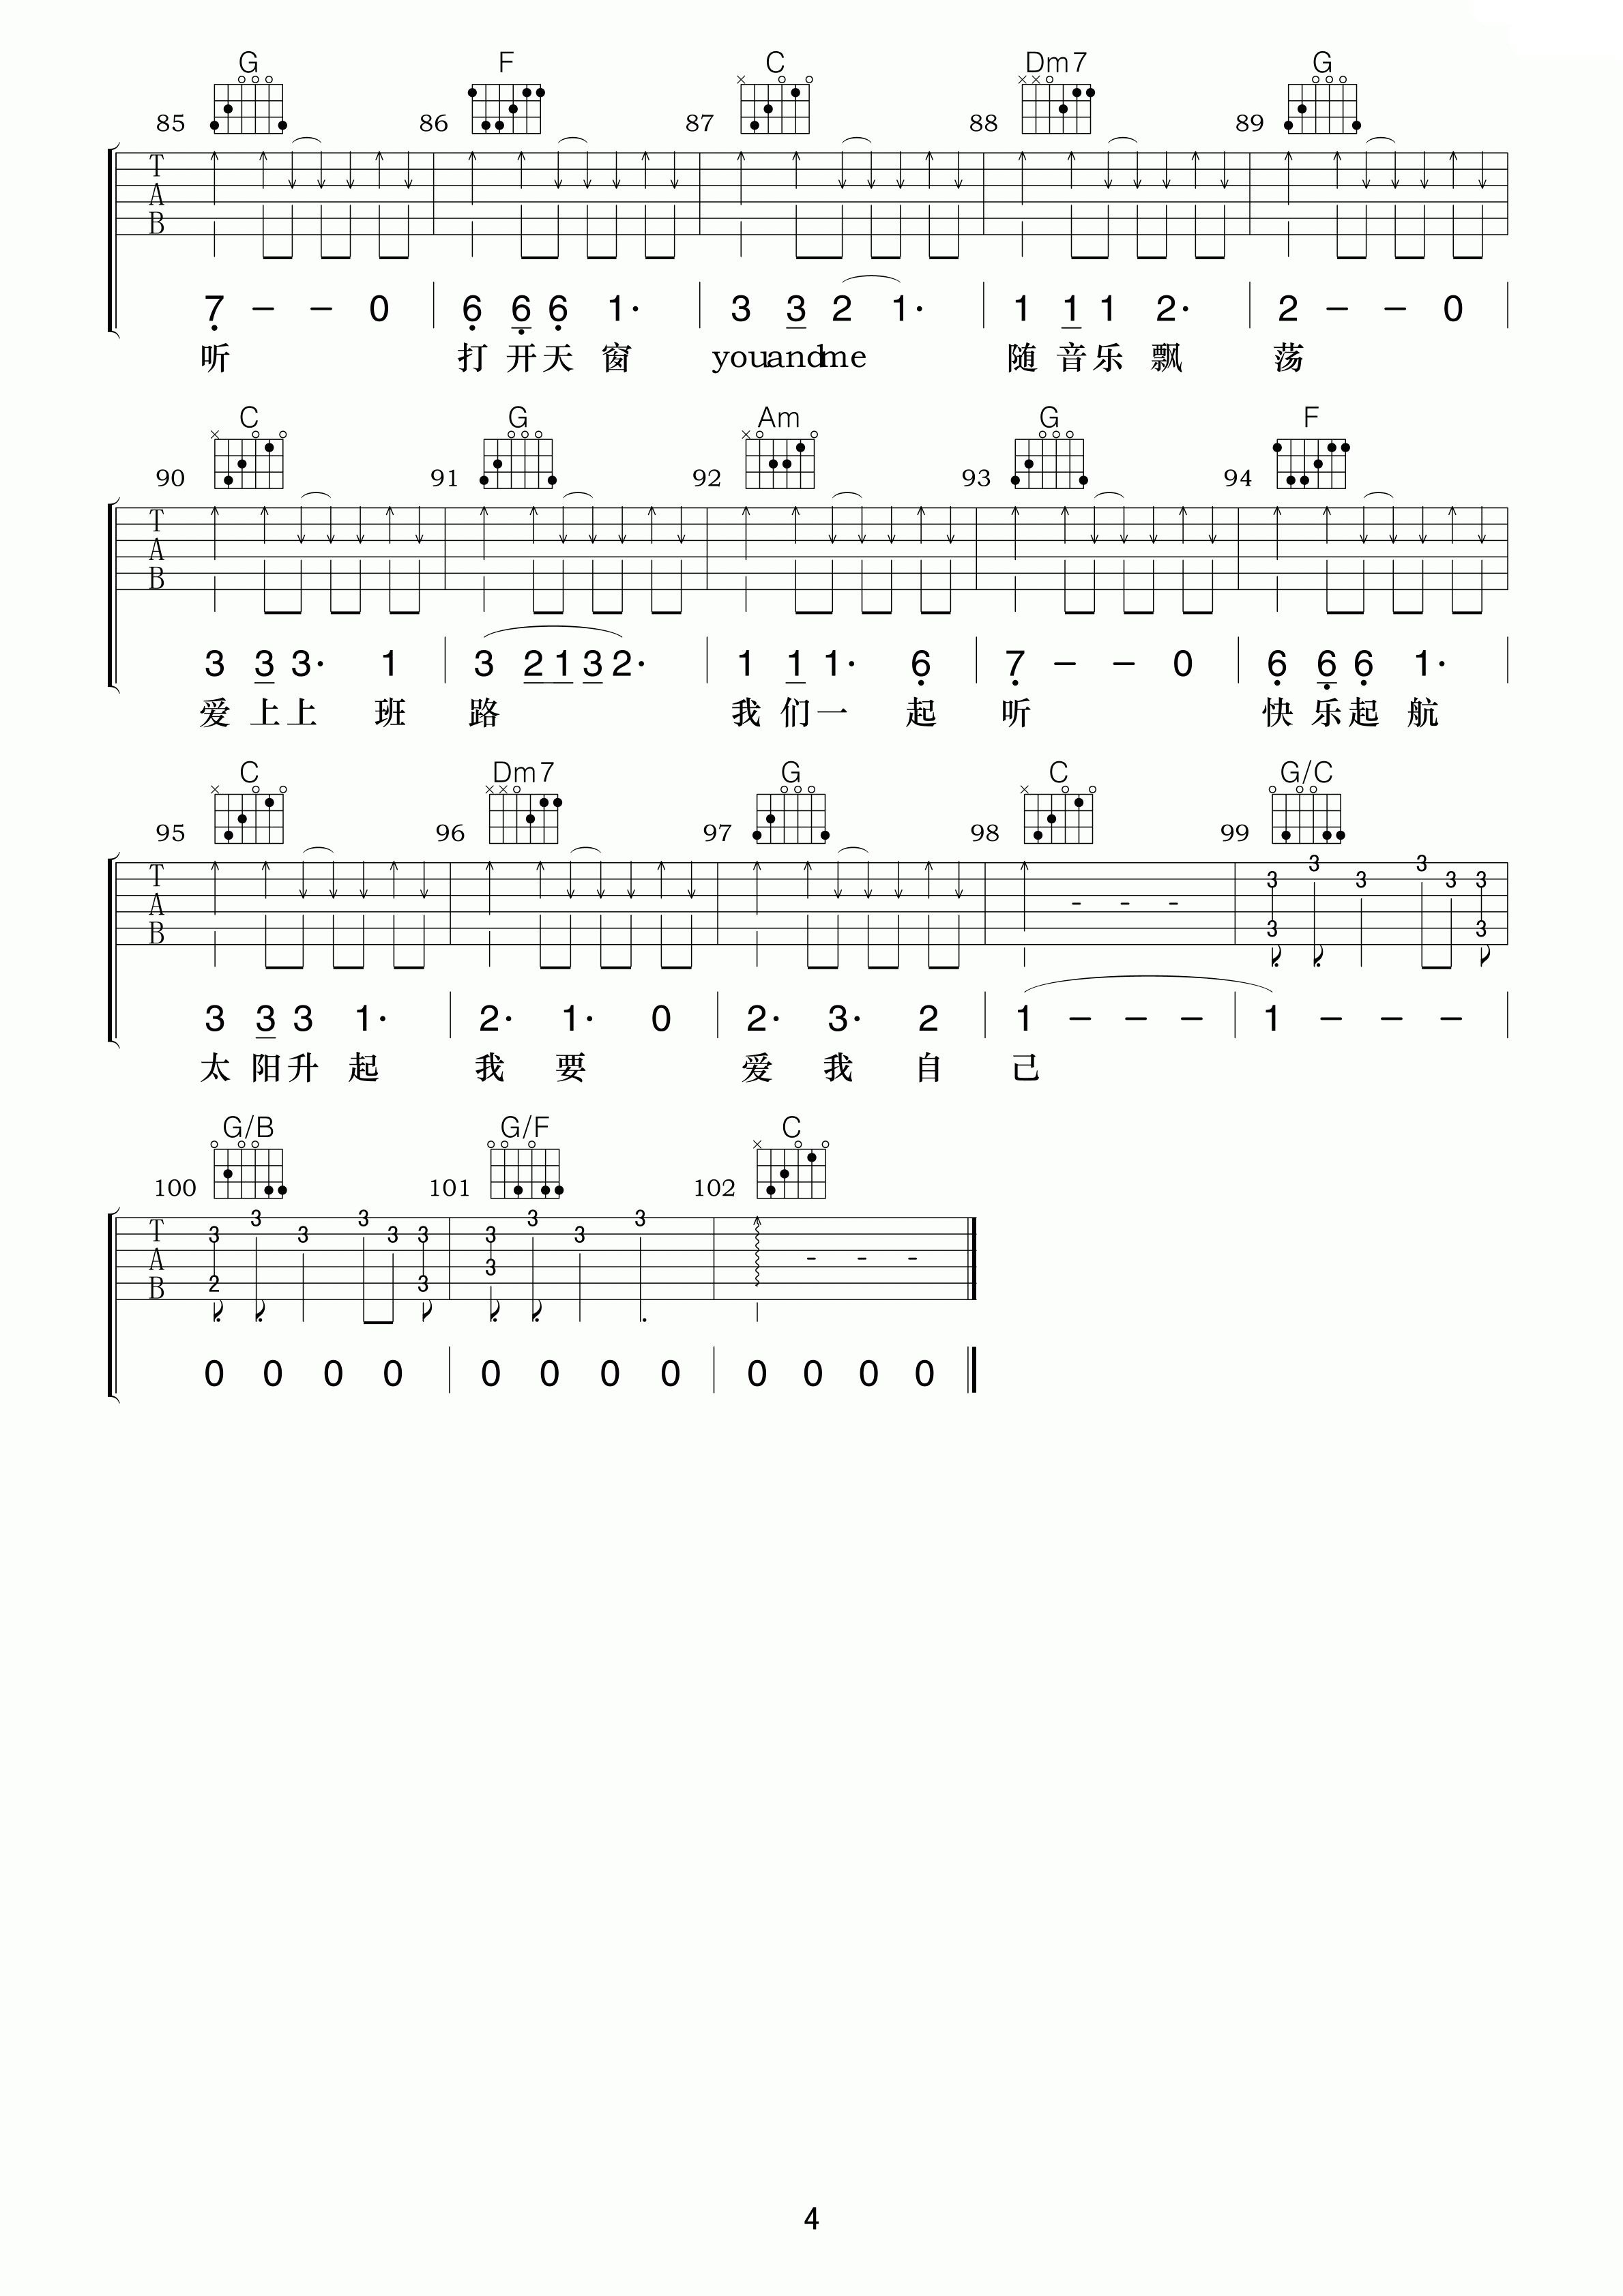 G F C Dm7 G
85 86 87 88 89
T
A
B
7 – – 0 6 6 6 1· 3 3 2 1· 1 1 1 2· 2 – – 0
听 打 开 天 窗 you and me 随 音 乐 飘 荡
C G Am G F
90 91 92 93 94
T
A
B
3 3 3· 1 3 2 1 3 2· 1 1 1· 6 7 – – 0 6 6 6 1·
爱 上 上 班 路 我 们 一 起 听 快 乐 起 航
C Dm7 G C G/C
95 96 97 98 99
3 3 3
T 3 3 3 3
A - - -
B 3 3
3 3 3 1· 2· 1· 0 2· 3· 2 1 – – – 1 – – –
太 阳 升 起 我 要 爱 我 自 己
G/B G/F C
100 101 102
3 3 3 3
T 3 3 3 3 3 3
A 3 - - -
B 2 3
0 0 0 0 0 0 0 0 0 0 0 0
4